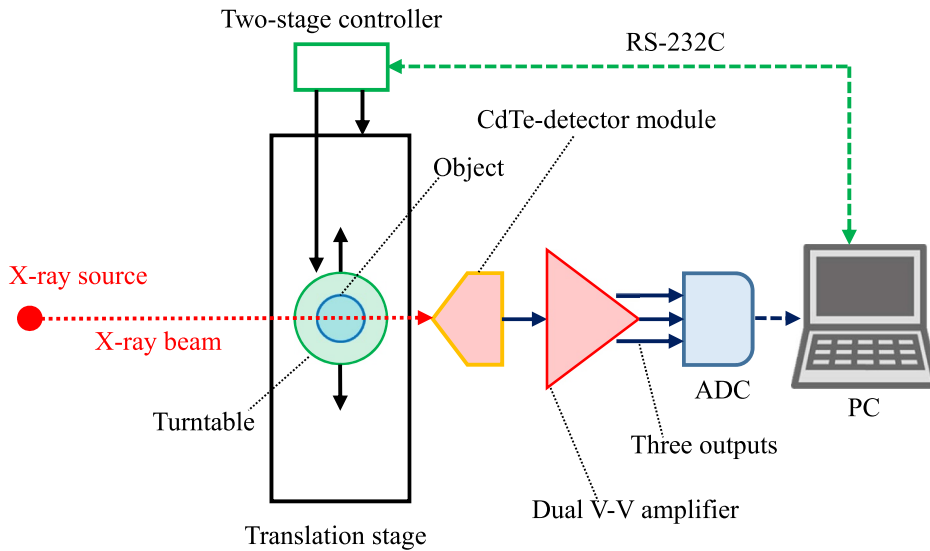 Two-stage controller
RS-232C
CdTe-detector module
Object
X-ray source
X-ray beam
Turntable
ADC
PC
Three outputs
Dual V-V amplifier
Translation stage